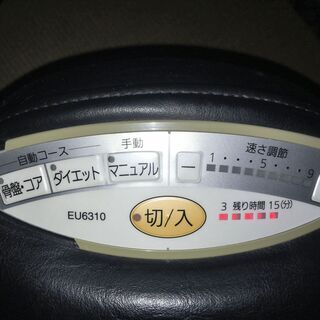 自動コース
手動
速さ調節
骨盤・コア
ダイエット
マニュアル
－
1・・・5・・・9
EU6310
切/入
3 残り時間 15(分)